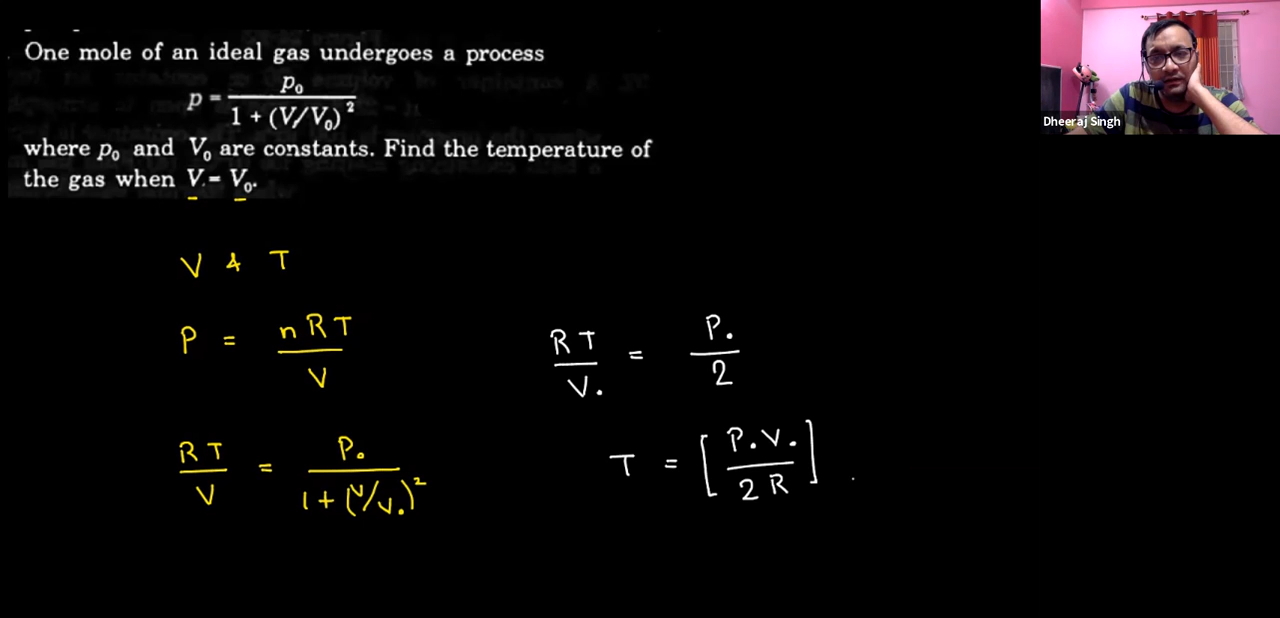 One mole of an ideal gas undergoes a process
p = p₀ / 1 + (V/V₀)²
where p₀ and V₀ are constants. Find the temperature of
the gas when V = V₀.
Dheeraj Singh
V & T
P = nRT / V
RT / V = P₀ / 1 + (V/V₀)²
RT / V₀ = P₀ / 2
T = [P₀V₀ / 2R]